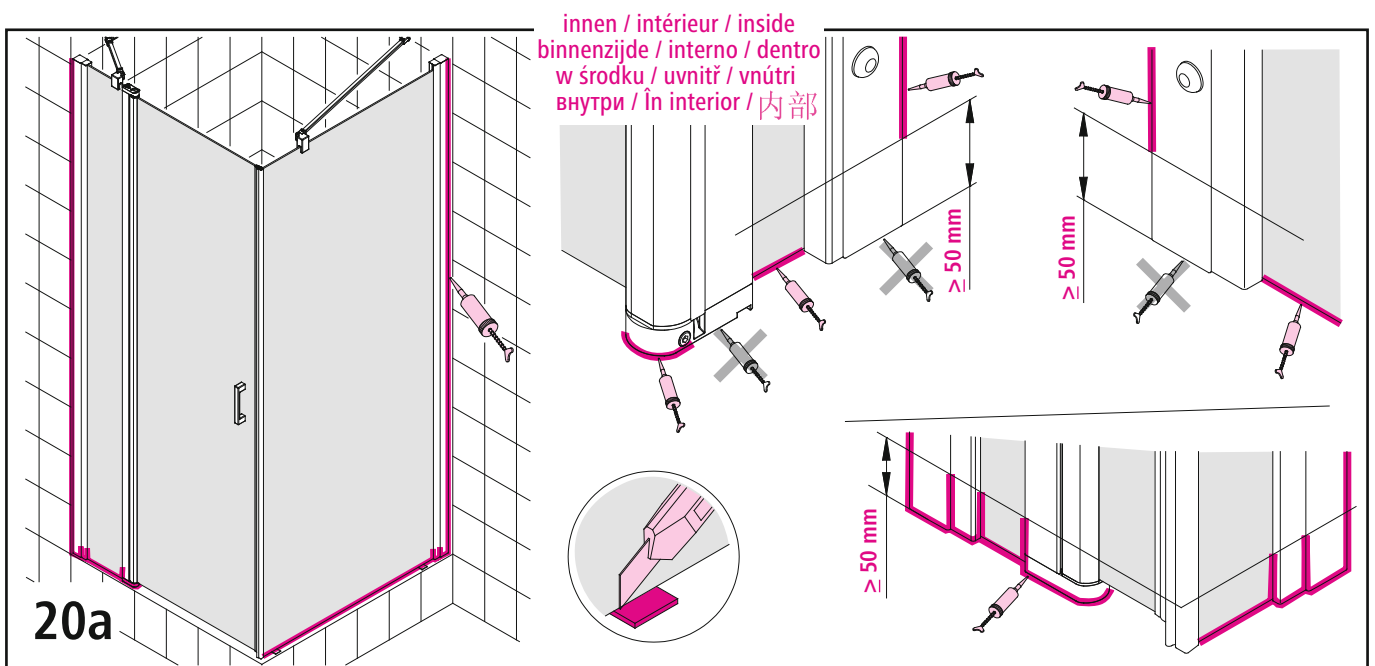 innen / intérieur / inside
binnenzijde / interno / dentro
w środku / uvnitř / vnútri
внутри / În interior / 内部
≥ 50 mm
≥ 50 mm
≥ 50 mm
20a